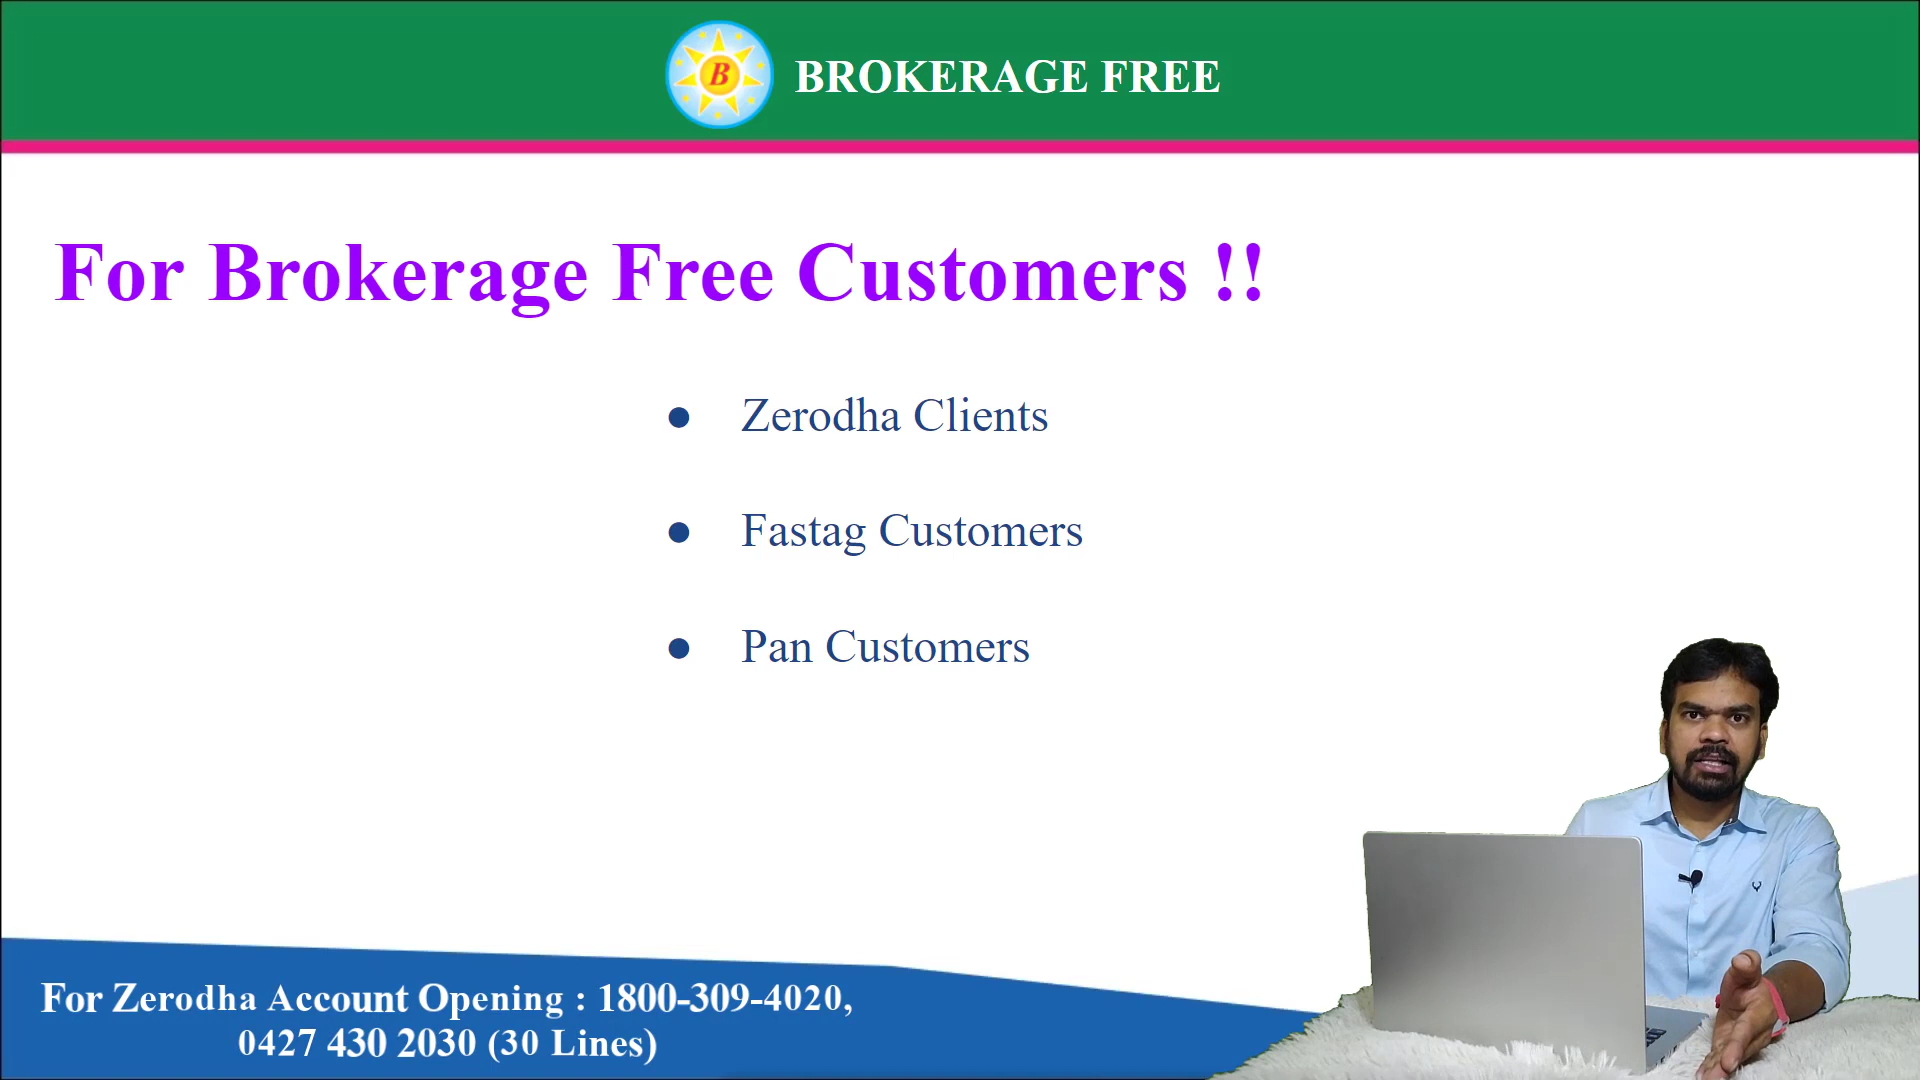 B
BROKERAGE FREE
For Brokerage Free Customers !!
● Zerodha Clients
● Fastag Customers
● Pan Customers
For Zerodha Account Opening : 1800-309-4020,
0427 430 2030 (30 Lines)